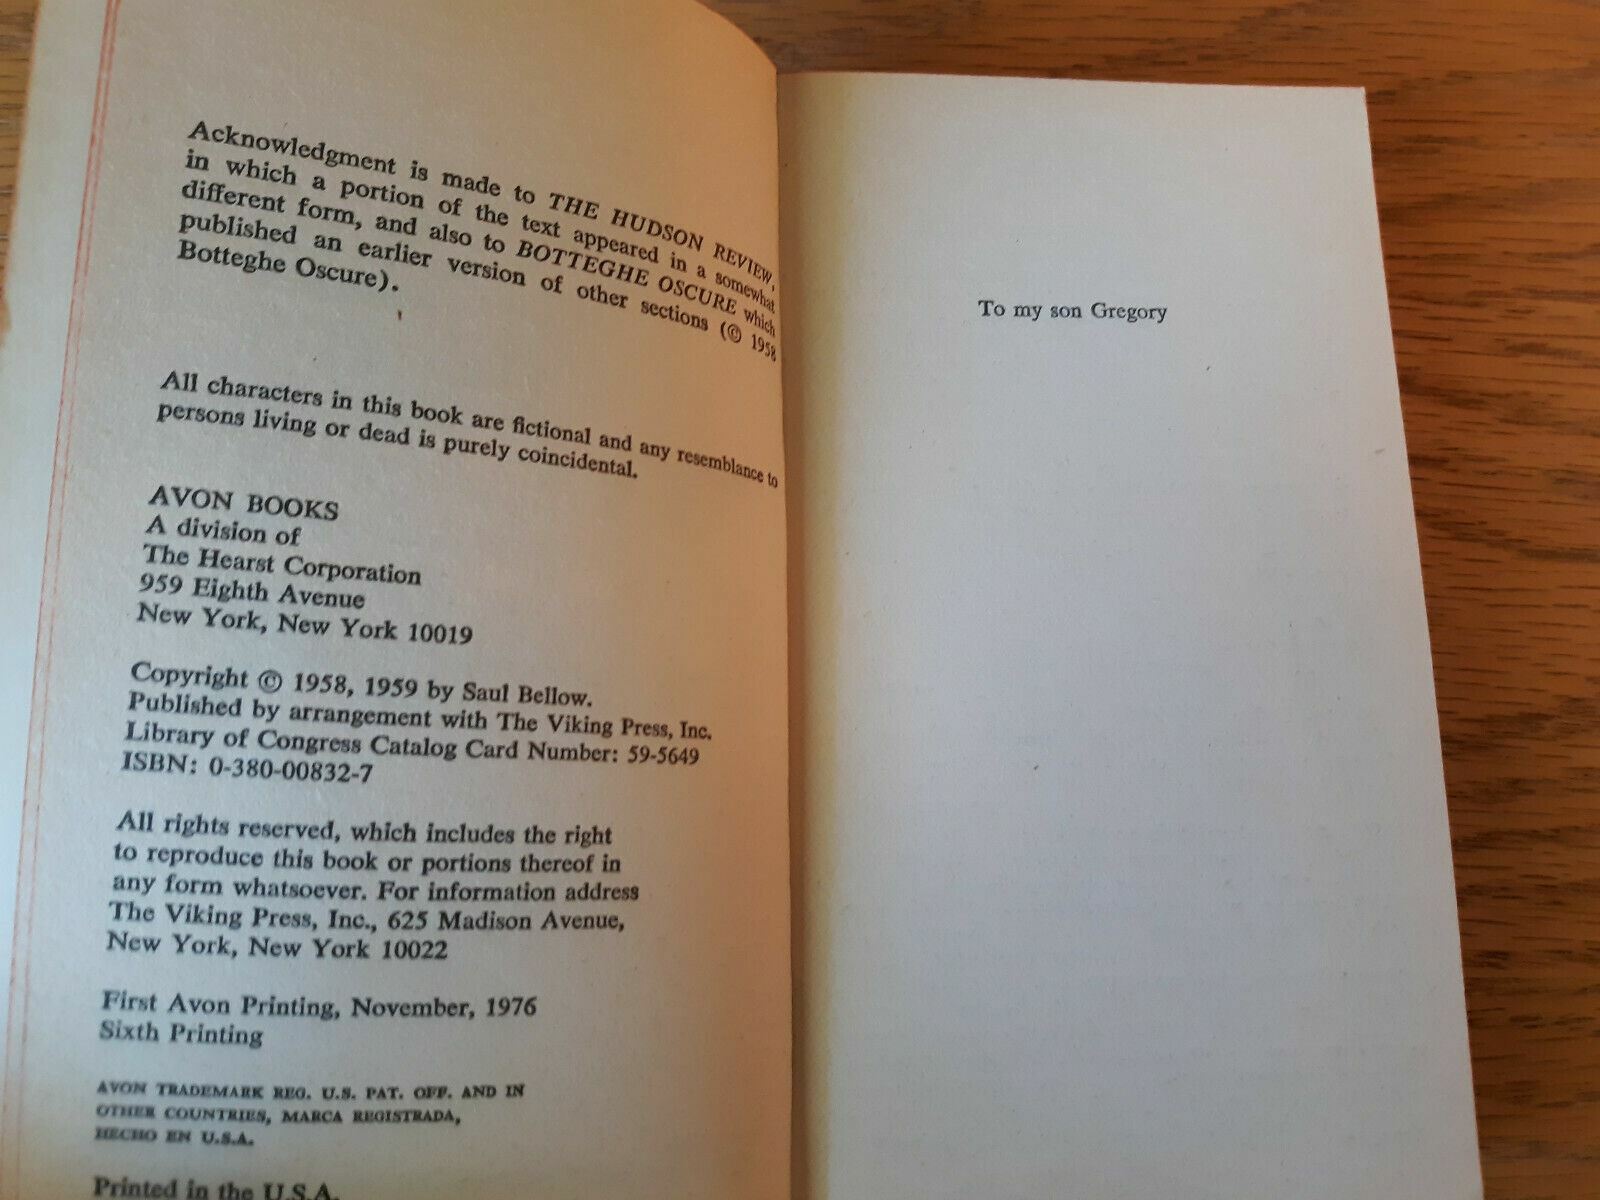 Acknowledgment is made to THE HUDSON REVIEW,
in which a portion of the text appeared in a somewhat
different form, and also to BOTTEGHE OSCURE which
published an earlier version of other sections (© 1958
Botteghe Oscure).
All characters in this book are fictional and any resemblance to
persons living or dead is purely coincidental.
AVON BOOKS
A division of
The Hearst Corporation
959 Eighth Avenue
New York, New York 10019
Copyright © 1958, 1959 by Saul Bellow.
Published by arrangement with The Viking Press, Inc.
Library of Congress Catalog Card Number: 59-5649
ISBN: 0-380-00832-7
All rights reserved, which includes the right
to reproduce this book or portions thereof in
any form whatsoever. For information address
The Viking Press, Inc., 625 Madison Avenue,
New York, New York 10022
First Avon Printing, November, 1976
Sixth Printing
AVON TRADEMARK REG. U.S. PAT. OFF. AND IN
OTHER COUNTRIES, MARCA REGISTRADA,
HECHO EN U.S.A.
Printed in the U.S.A.
To my son Gregory